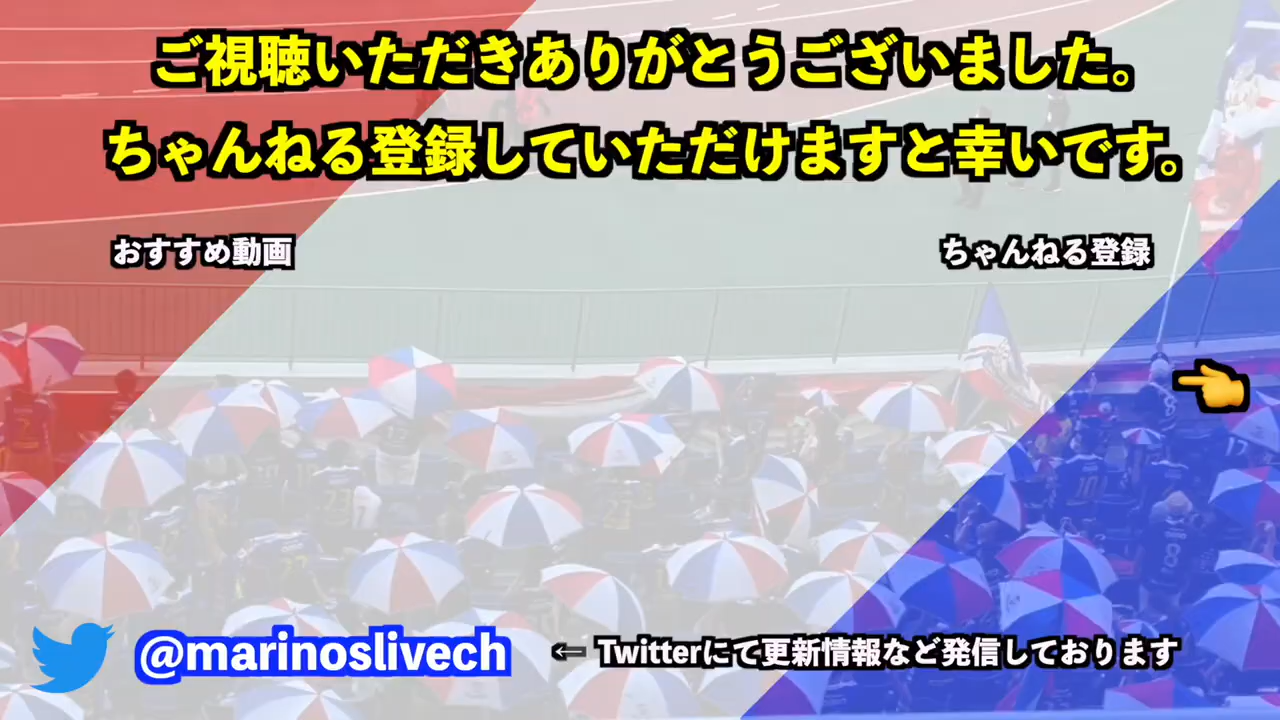 ご視聴いただきありがとうございました。
ちゃんねる登録していただけますと幸いです。
おすすめ動画
ちゃんねる登録
@marinoslivech
← Twitterにて更新情報など発信しております